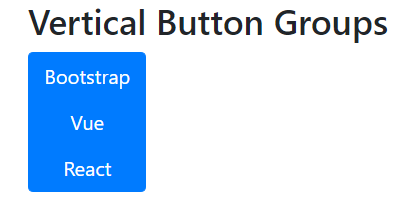 Vertical Button Groups
Bootstrap
Vue
React